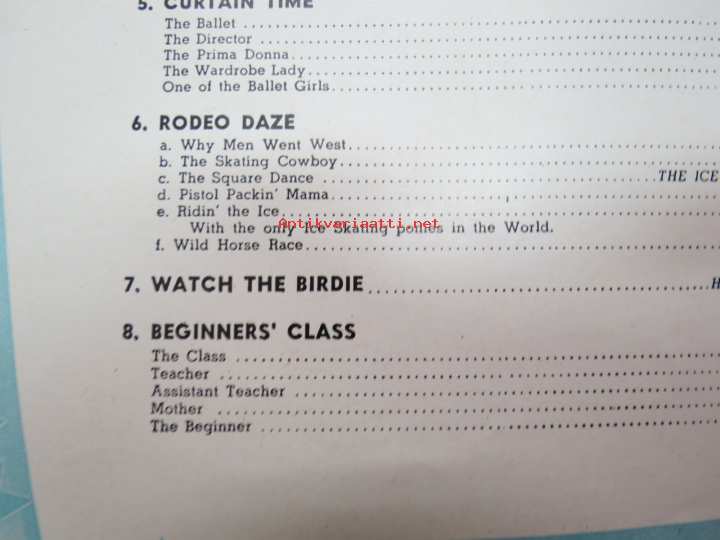 5. CURTAIN TIME
The Ballet
The Director
The Prima Donna
The Wardrobe Lady
One of the Ballet Girls
6. RODEO DAZE
a. Why Men Went West
b. The Skating Cowboy
c. The Square Dance THE ICE
d. Pistol Packin' Mama
e. Ridin' the Ice
Antikvariaatti.net
With the only Ice Skating ponies in the World.
f. Wild Horse Race
7. WATCH THE BIRDIE H
8. BEGINNERS' CLASS
The Class
Teacher
Assistant Teacher
Mother
The Beginner